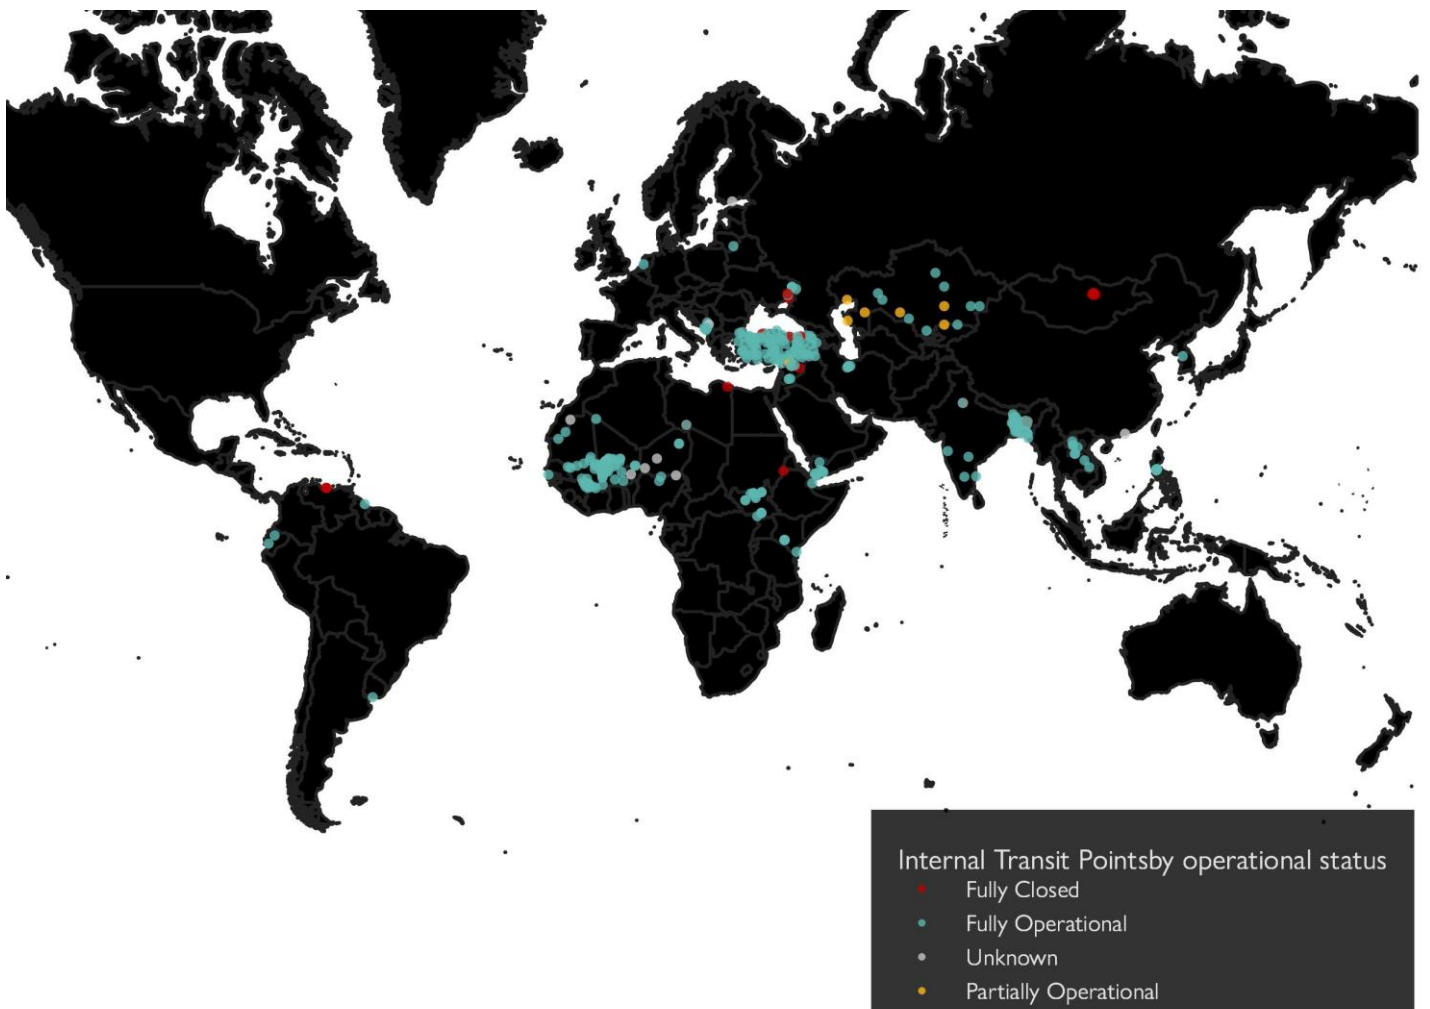 Internal Transit Pointsby operational status
Fully Closed
Fully Operational
Unknown
Partially Operational